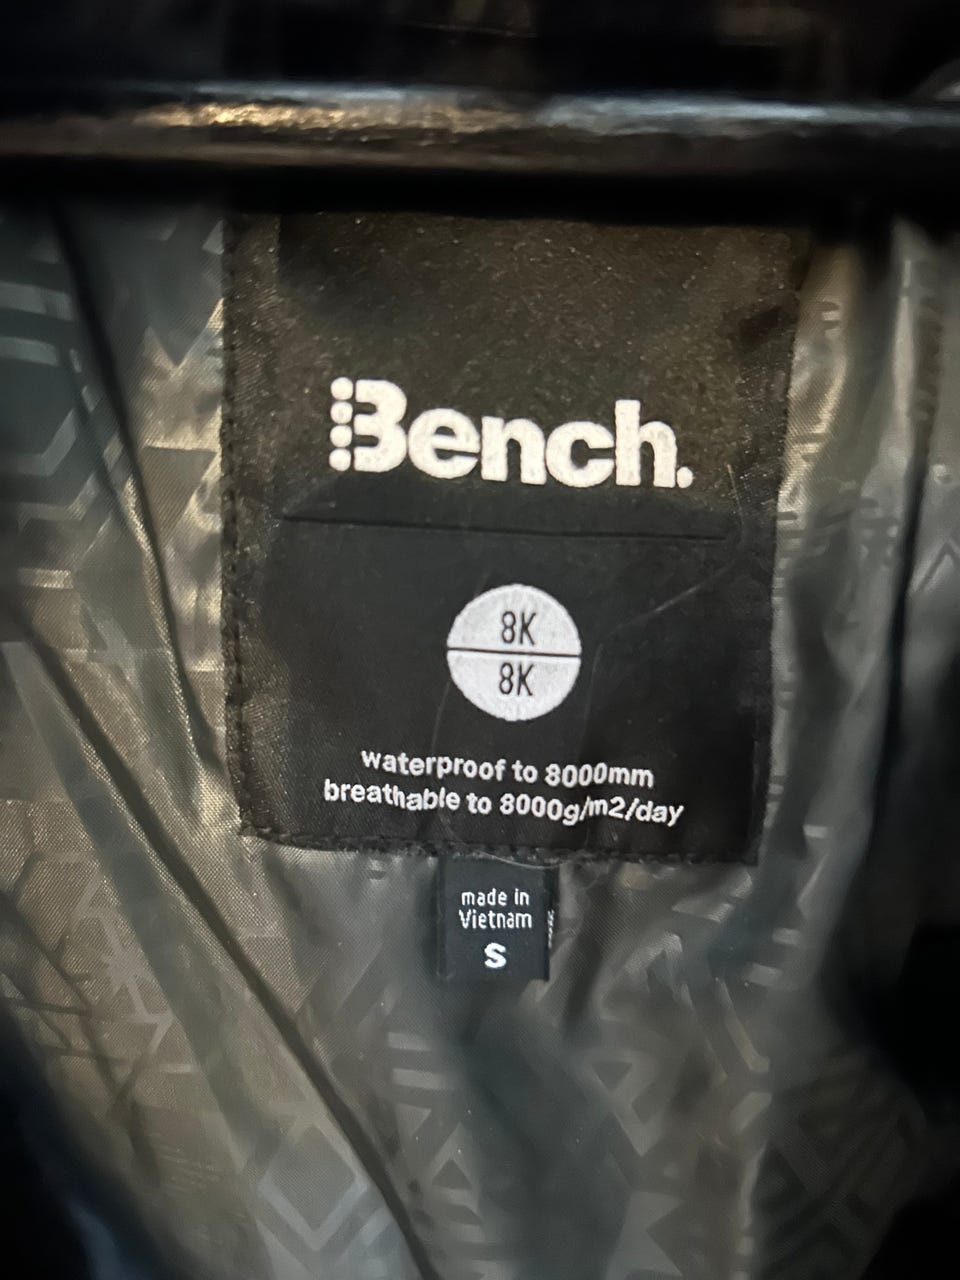 Bench.
8K
8K
waterproof to 8000mm
breathable to 8000g/m2/day
made in
Vietnam
S